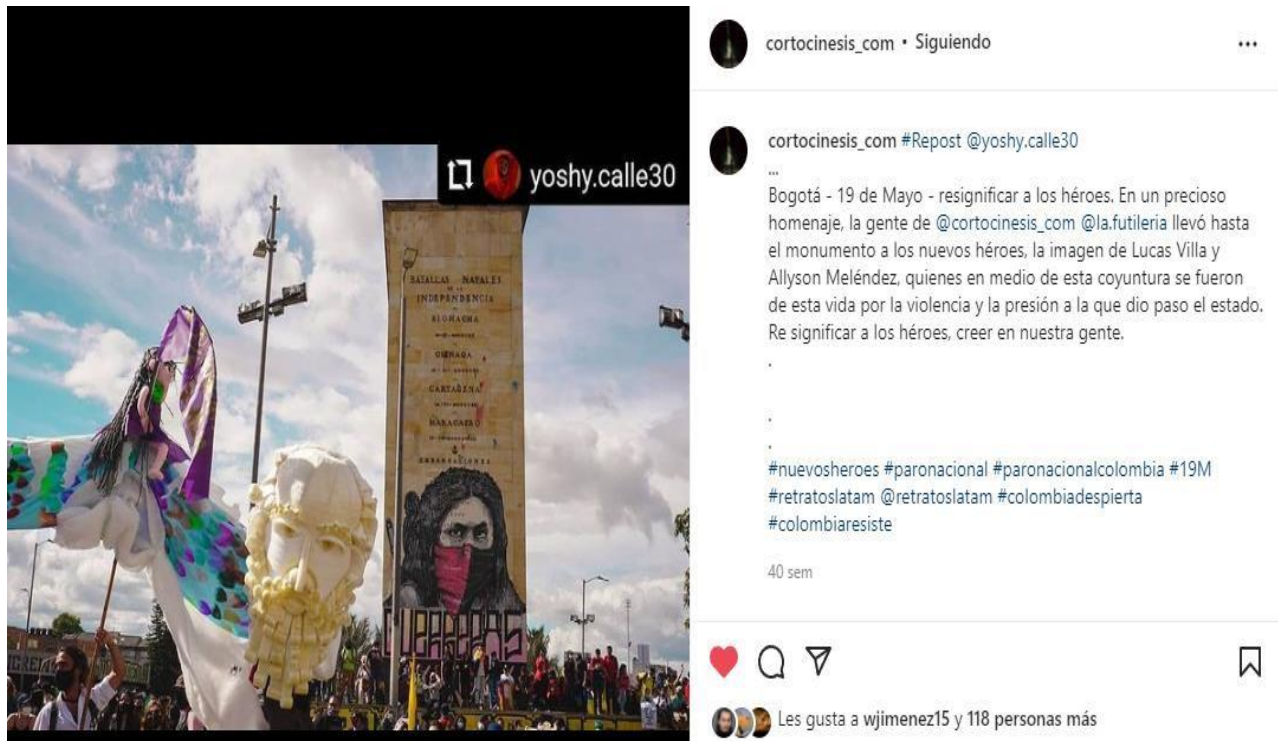 yoshy.calle30
BATALLAS NAVALES
DE LA
INDEPENDENCIA
RIOHACHA
CIENAGA
CARTAGENA
MARACAIBO
cortocinesis_com • Siguiendo
cortocinesis_com #Repost @yoshy.calle30
...
Bogotá - 19 de Mayo - resignificar a los héroes. En un precioso
homenaje, la gente de @cortocinesis_com @la.futileria llevó hasta
el monumento a los nuevos héroes, la imagen de Lucas Villa y
Allyson Meléndez, quienes en medio de esta coyuntura se fueron
de esta vida por la violencia y la presión a la que dio paso el estado.
Re significar a los héroes, creer en nuestra gente.
.
.
.
#nuevosheroes #paronacional #paronacionalcolombia #19M
#retratoslatam @retratoslatam #colombiadespierta
#colombiaresiste
40 sem
Les gusta a wjimenez15 y 118 personas más